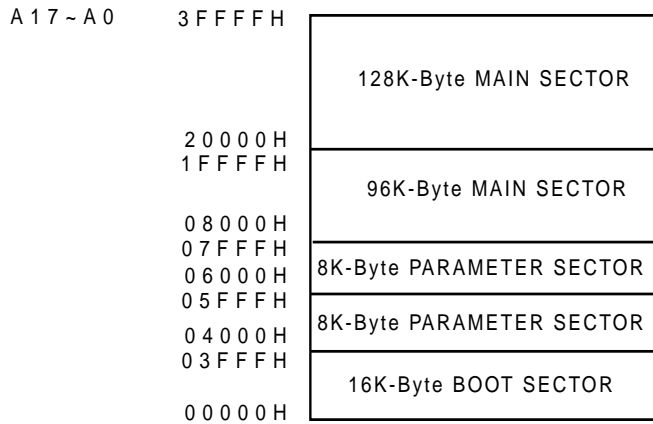 A17~A0 3FFFFH
128K-Byte MAIN SECTOR
20000H
1FFFFH
96K-Byte MAIN SECTOR
08000H
07FFFH
8K-Byte PARAMETER SECTOR
06000H
05FFFH
8K-Byte PARAMETER SECTOR
04000H
03FFFH
16K-Byte BOOT SECTOR
00000H